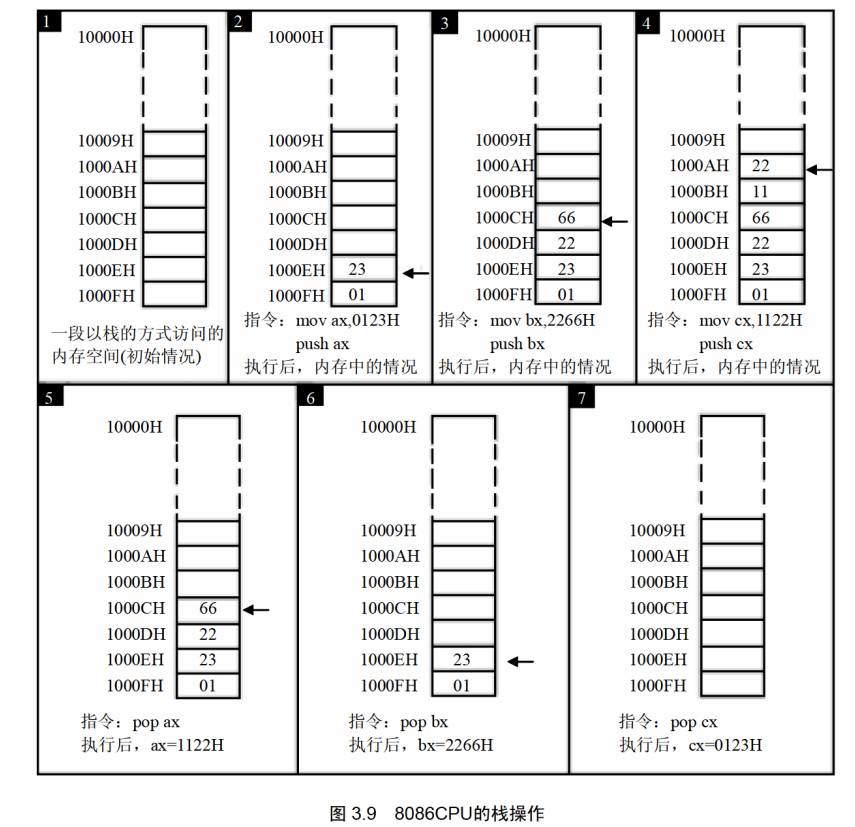 1
10000H
10009H
1000AH
1000BH
1000CH
1000DH
1000EH
1000FH
一段以栈的方式访问的
内存空间(初始情况)
2
10000H
10009H
1000AH
1000BH
1000CH
1000DH
1000EH 23
1000FH 01
指令：mov ax,0123H
push ax
执行后，内存中的情况
3
10000H
10009H
1000AH
1000BH
1000CH 66
1000DH 22
1000EH 23
1000FH 01
指令：mov bx,2266H
push bx
执行后，内存中的情况
4
10000H
10009H
1000AH 22
1000BH 11
1000CH 66
1000DH 22
1000EH 23
1000FH 01
指令：mov cx,1122H
push cx
执行后，内存中的情况
5
10000H
10009H
1000AH
1000BH
1000CH 66
1000DH 22
1000EH 23
1000FH 01
指令：pop ax
执行后，ax=1122H
6
10000H
10009H
1000AH
1000BH
1000CH
1000DH
1000EH 23
1000FH 01
指令：pop bx
执行后，bx=2266H
7
10000H
10009H
1000AH
1000BH
1000CH
1000DH
1000EH
1000FH
指令：pop cx
执行后，cx=0123H
图 3.9 8086CPU的栈操作